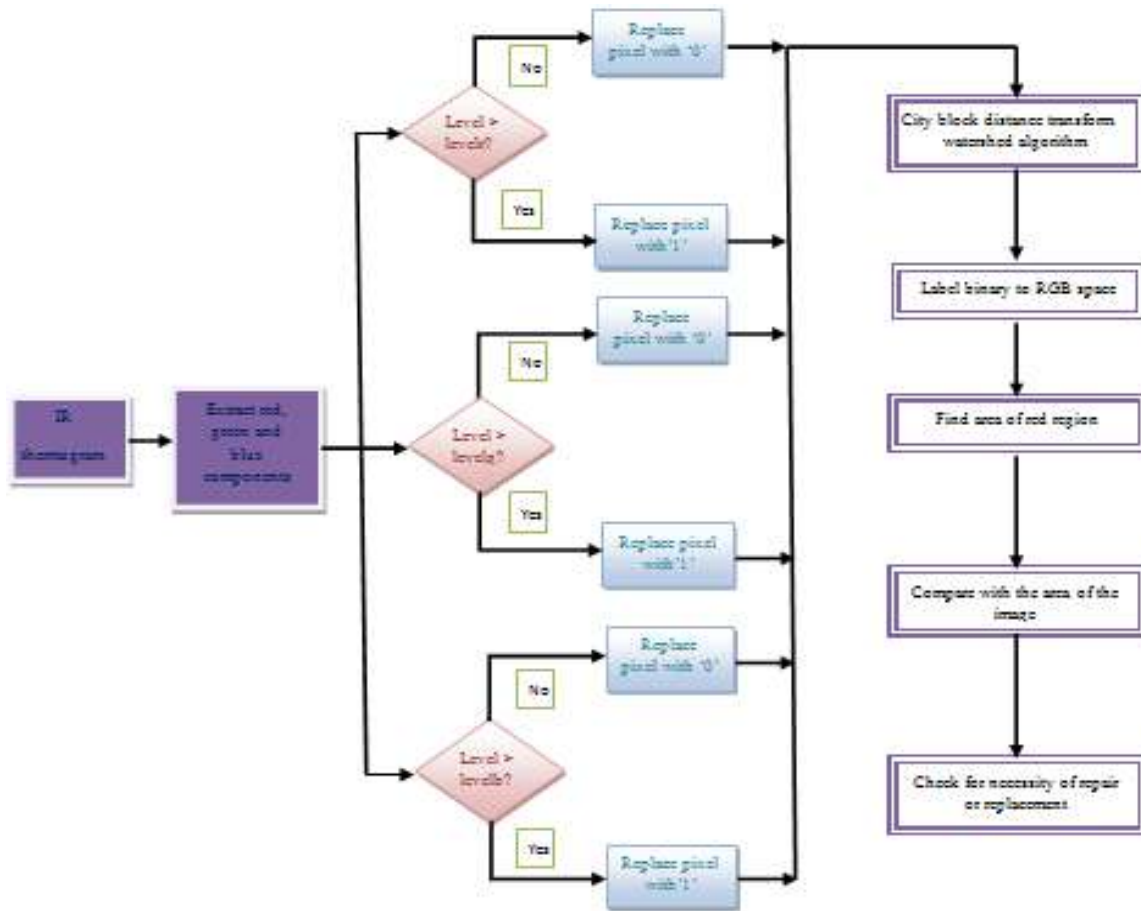 IR
thermogram
Extract red,
green and
blue
components
Level >
levelr?
No
Replace
pixel with '0'
Yes
Replace pixel
with '1'
Level >
levelg?
No
Replace
pixel with '0'
Yes
Replace pixel
with '1'
Level >
levelb?
No
Replace
pixel with '0'
Yes
Replace pixel
with '1'
City block distance transform
watershed algorithm
Label binary to RGB space
Find area of red region
Compare with the area of the
image
Check for necessity of repair
or replacement